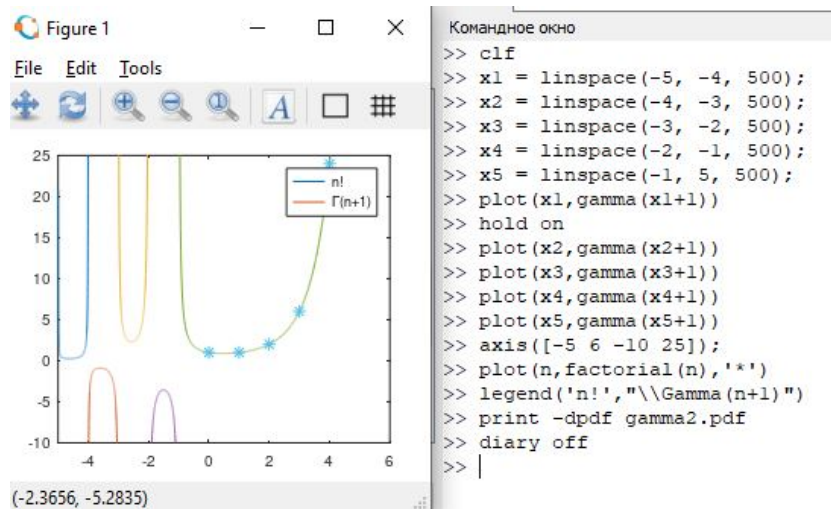 Figure 1
File Edit Tools
A
25
20
15
10
5
0
-5
-10
-4 -2 0 2 4 6
n!
Γ(n+1)
(-2.3656, -5.2835)
Командное окно
>> clf
>> x1 = linspace(-5, -4, 500);
>> x2 = linspace(-4, -3, 500);
>> x3 = linspace(-3, -2, 500);
>> x4 = linspace(-2, -1, 500);
>> x5 = linspace(-1, 5, 500);
>> plot(x1,gamma(x1+1))
>> hold on
>> plot(x2,gamma(x2+1))
>> plot(x3,gamma(x3+1))
>> plot(x4,gamma(x4+1))
>> plot(x5,gamma(x5+1))
>> axis([-5 6 -10 25]);
>> plot(n,factorial(n),'*')
>> legend('n!',"\\Gamma(n+1)")
>> print -dpdf gamma2.pdf
>> diary off
>>